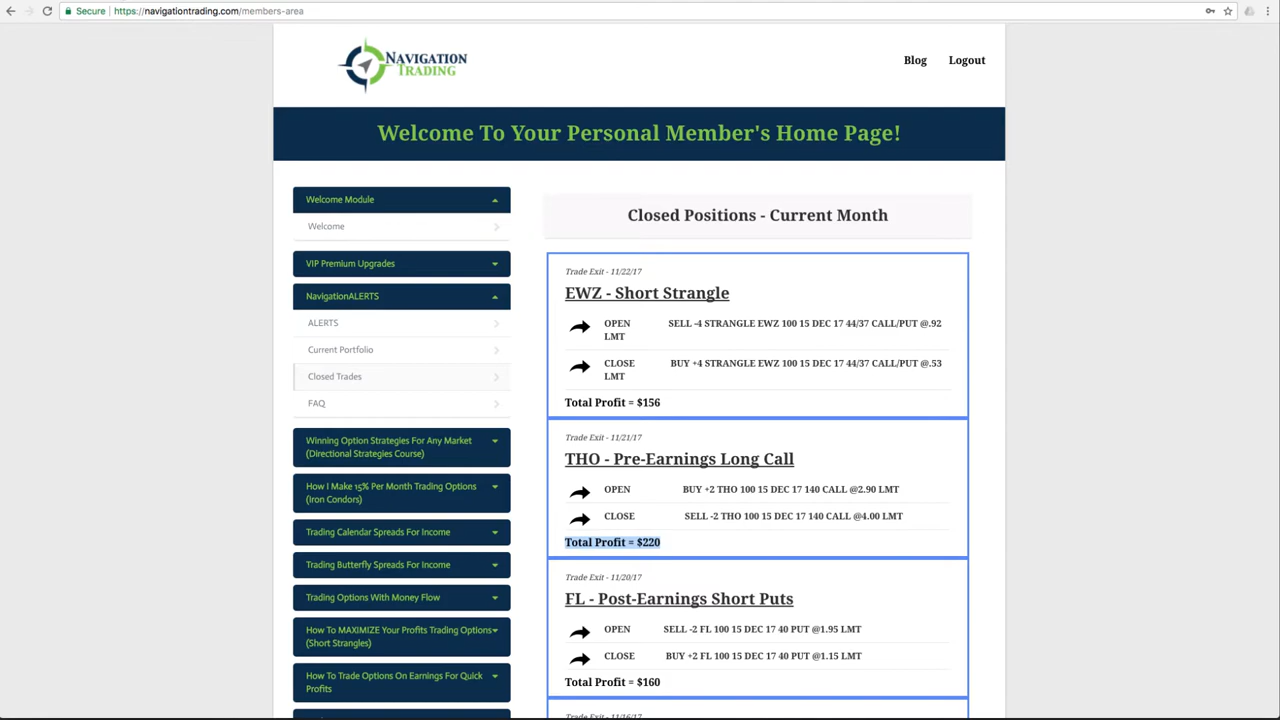 Secure
https://navigationtrading.com/members-area
NAVIGATION
TRADING
Blog
Logout
Welcome To Your Personal Member's Home Page!
Welcome Module
Welcome
VIP Premium Upgrades
NavigationALERTS
ALERTS
Current Portfolio
Closed Trades
FAQ
Winning Option Strategies For Any Market
(Directional Strategies Course)
How I Make 15% Per Month Trading Options
(Iron Condors)
Trading Calendar Spreads For Income
Trading Butterfly Spreads For Income
Trading Options With Money Flow
How To MAXIMIZE Your Profits Trading Options
(Short Strangles)
How To Trade Options On Earnings For Quick
Profits
Closed Positions - Current Month
Trade Exit - 11/22/17
EWZ - Short Strangle
OPEN SELL -4 STRANGLE EWZ 100 15 DEC 17 44/37 CALL/PUT @.92
LMT
CLOSE BUY +4 STRANGLE EWZ 100 15 DEC 17 44/37 CALL/PUT @.53
LMT
Total Profit = $156
Trade Exit - 11/21/17
THO - Pre-Earnings Long Call
OPEN BUY +2 THO 100 15 DEC 17 140 CALL @2.90 LMT
CLOSE SELL -2 THO 100 15 DEC 17 140 CALL @4.00 LMT
Total Profit = $220
Trade Exit - 11/20/17
FL - Post-Earnings Short Puts
OPEN SELL -2 FL 100 15 DEC 17 40 PUT @1.95 LMT
CLOSE BUY +2 FL 100 15 DEC 17 40 PUT @1.15 LMT
Total Profit = $160
Trade Exit - 11/16/17